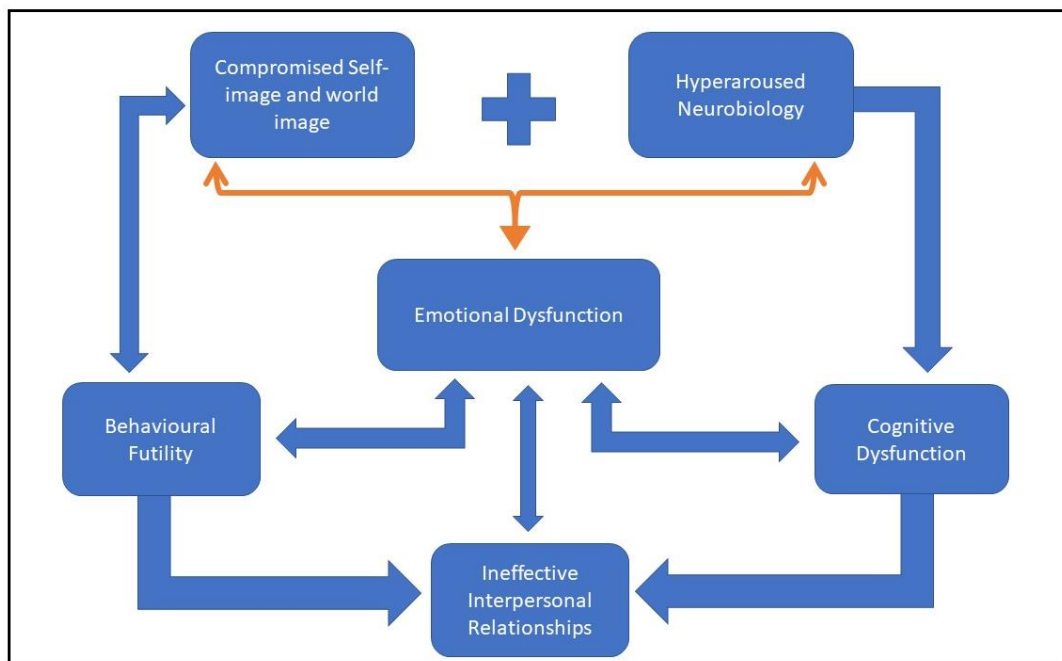 Compromised Self-
image and world
image
Hyperaroused
Neurobiology
Emotional Dysfunction
Behavioural
Futility
Cognitive
Dysfunction
Ineffective
Interpersonal
Relationships